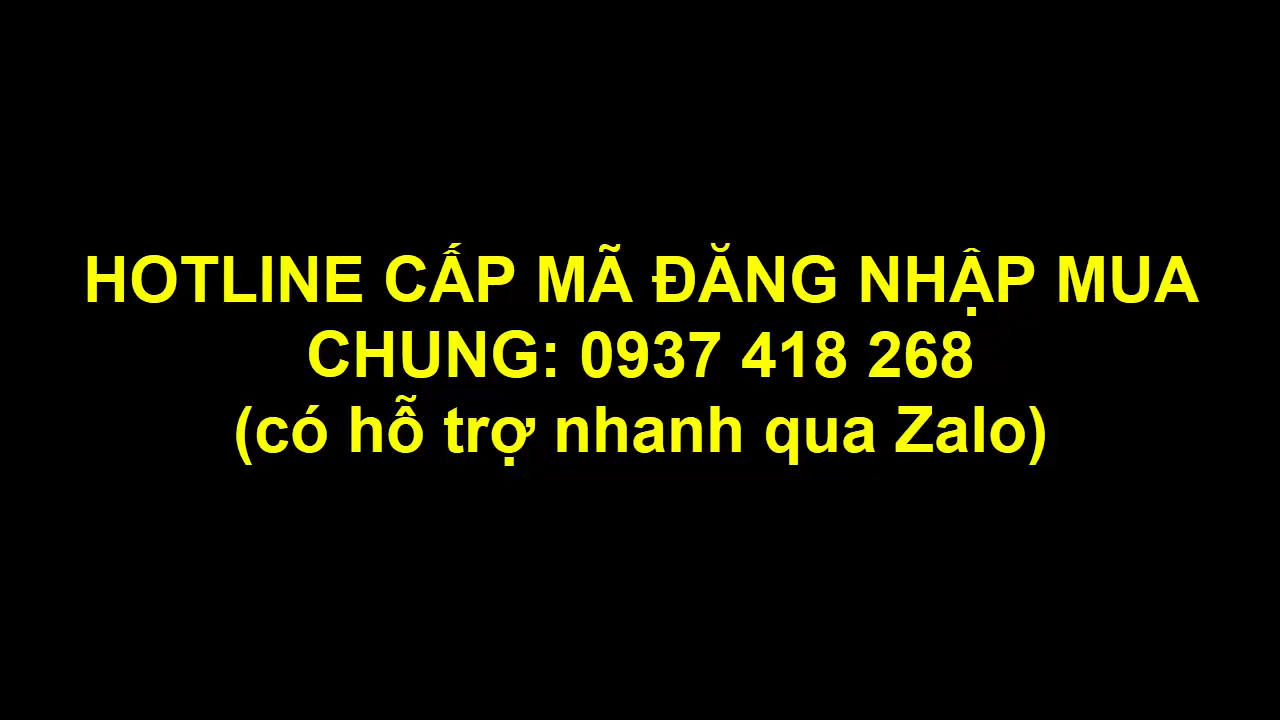 HOTLINE CẤP MÃ ĐĂNG NHẬP MUA
CHUNG: 0937 418 268
(có hỗ trợ nhanh qua Zalo)